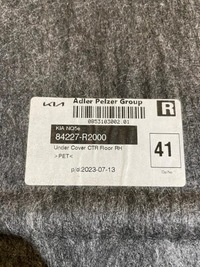 KIA Adler Pelzer Group
0053103002.01
R
KIA NQ5e
84227-R2000
Under Cover CTR Floor RH
>PET<
41
p/d:2023-07-13